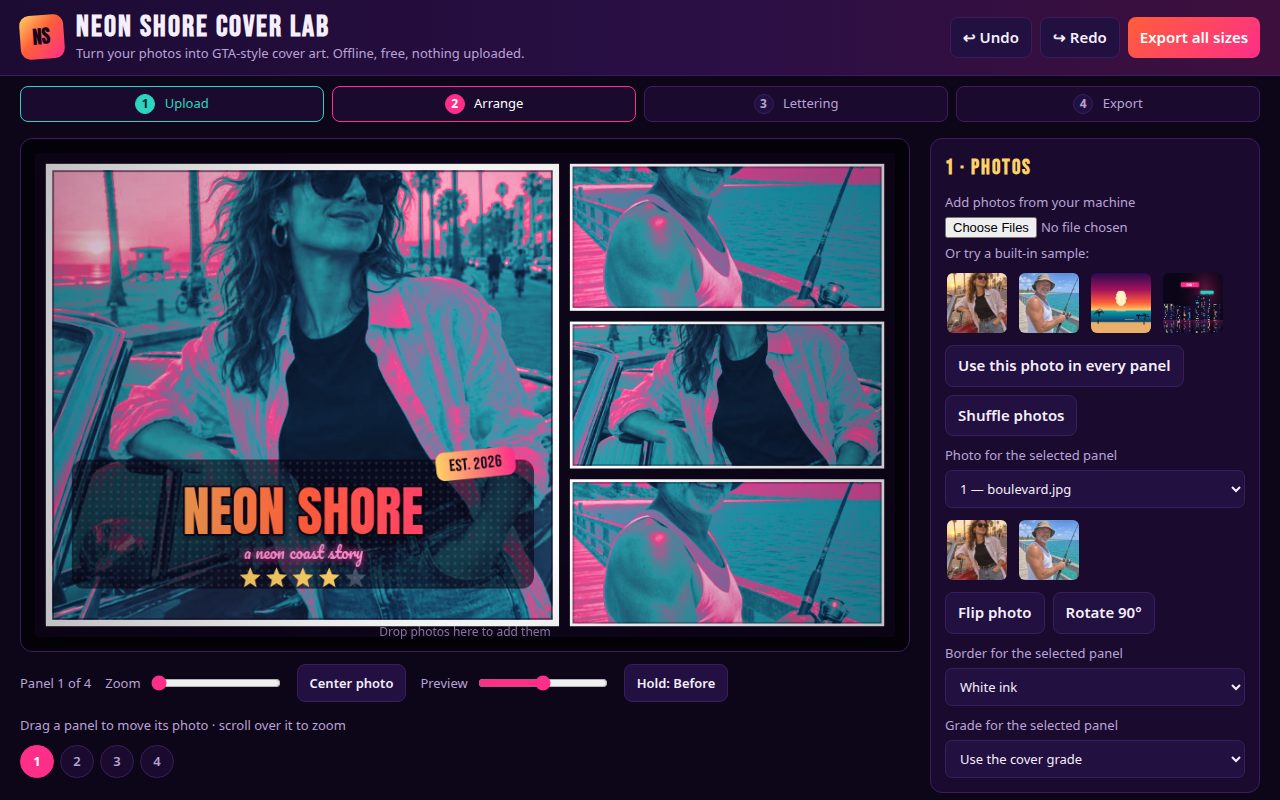 NS
NEON SHORE COVER LAB
Turn your photos into GTA-style cover art. Offline, free, nothing uploaded.
↩ Undo
↪ Redo
Export all sizes
1 Upload
2 Arrange
3 Lettering
4 Export
EST. 2026
NEON SHORE
a neon coast story
Drop photos here to add them
Panel 1 of 4
Zoom
Center photo
Preview
Hold: Before
Drag a panel to move its photo · scroll over it to zoom
1
2
3
4
1 · PHOTOS
Add photos from your machine
Choose Files No file chosen
Or try a built-in sample:
Use this photo in every panel
Shuffle photos
Photo for the selected panel
1 — boulevard.jpg
Flip photo
Rotate 90°
Border for the selected panel
White ink
Grade for the selected panel
Use the cover grade